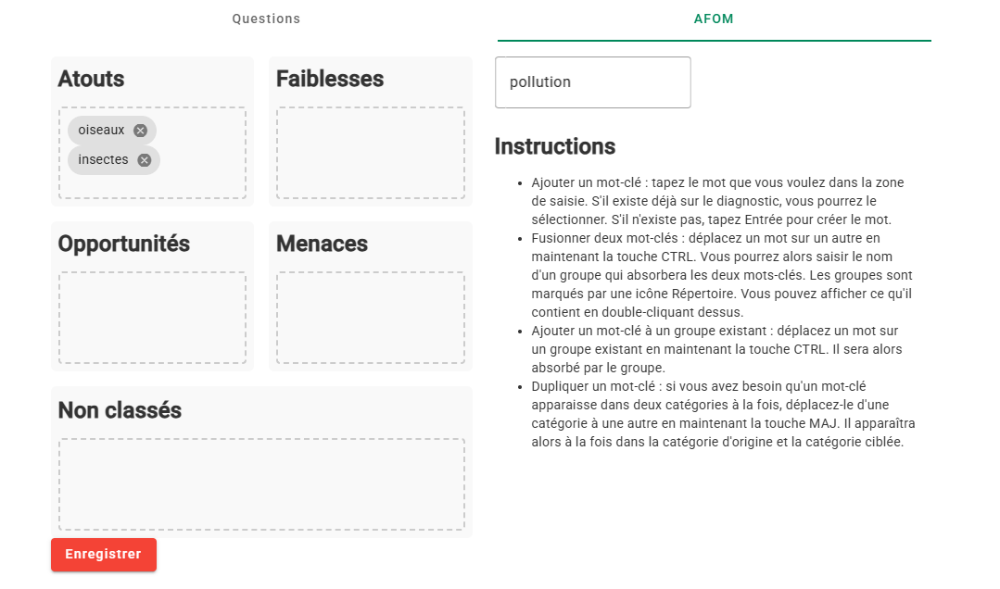 Questions
AFOM
Atouts
oiseaux
insectes
Faiblesses
Opportunités
Menaces
Non classés
Enregistrer
pollution
Instructions
Ajouter un mot-clé : tapez le mot que vous voulez dans la zone
de saisie. S'il existe déjà sur le diagnostic, vous pourrez le
sélectionner. S'il n'existe pas, tapez Entrée pour créer le mot.
Fusionner deux mot-clés : déplacez un mot sur un autre en
maintenant la touche CTRL. Vous pourrez alors saisir le nom
d'un groupe qui absorbera les deux mots-clés. Les groupes sont
marqués par une icône Répertoire. Vous pouvez afficher ce qu'il
contient en double-cliquant dessus.
Ajouter un mot-clé à un groupe existant : déplacez un mot sur
un groupe existant en maintenant la touche CTRL. Il sera alors
absorbé par le groupe.
Dupliquer un mot-clé : si vous avez besoin qu'un mot-clé
apparaisse dans deux catégories à la fois, déplacez-le d'une
catégorie à une autre en maintenant la touche MAJ. Il apparaîtra
alors à la fois dans la catégorie d'origine et la catégorie ciblée.